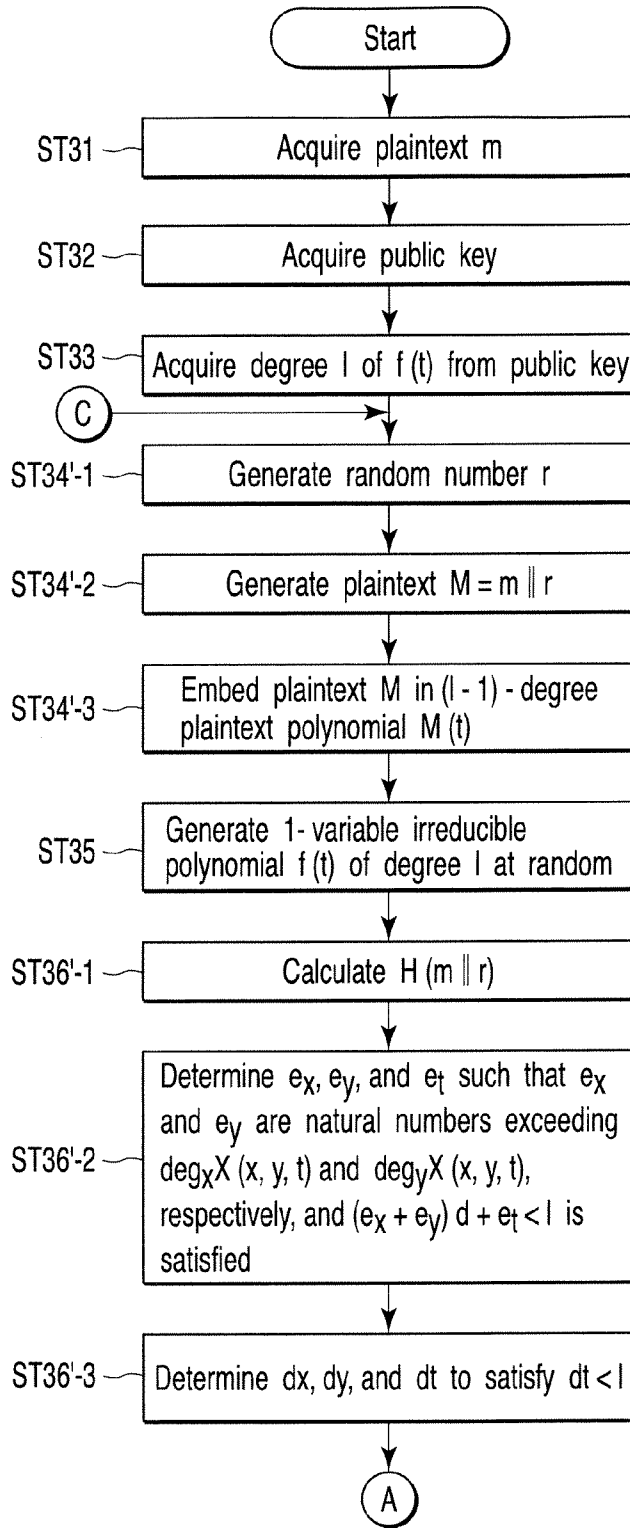 Start
ST31
Acquire plaintext m
ST32
Acquire public key
ST33
Acquire degree l of f (t) from public key
C
ST34'-1
Generate random number r
ST34'-2
Generate plaintext M = m || r
ST34'-3
Embed plaintext M in (l - 1) - degree
plaintext polynomial M (t)
ST35
Generate 1- variable irreducible
polynomial f (t) of degree l at random
ST36'-1
Calculate H (m || r)
ST36'-2
Determine ex, ey, and et such that ex
and ey are natural numbers exceeding
degxX (x, y, t) and degyX (x, y, t),
respectively, and (ex + ey) d + et < l is
satisfied
ST36'-3
Determine dx, dy, and dt to satisfy dt < l
A